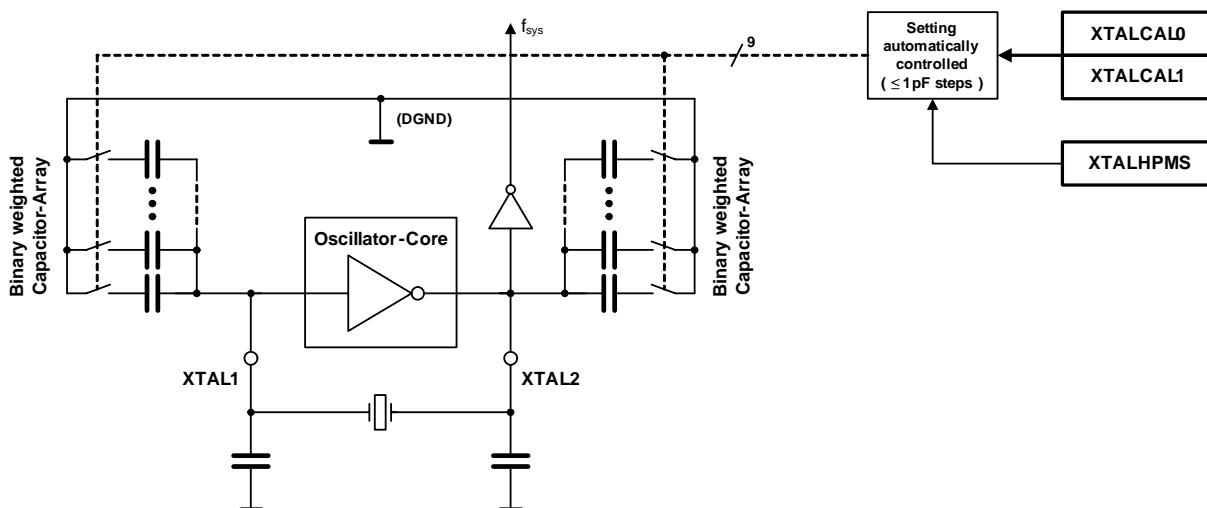 f_sys
9
Setting
automatically
controlled
( ≤ 1pF steps )
XTALCAL0
XTALCAL1
XTALHPMS
(DGND)
Binary weighted
Capacitor-Array
Oscillator-Core
Binary weighted
Capacitor-Array
XTAL1
XTAL2